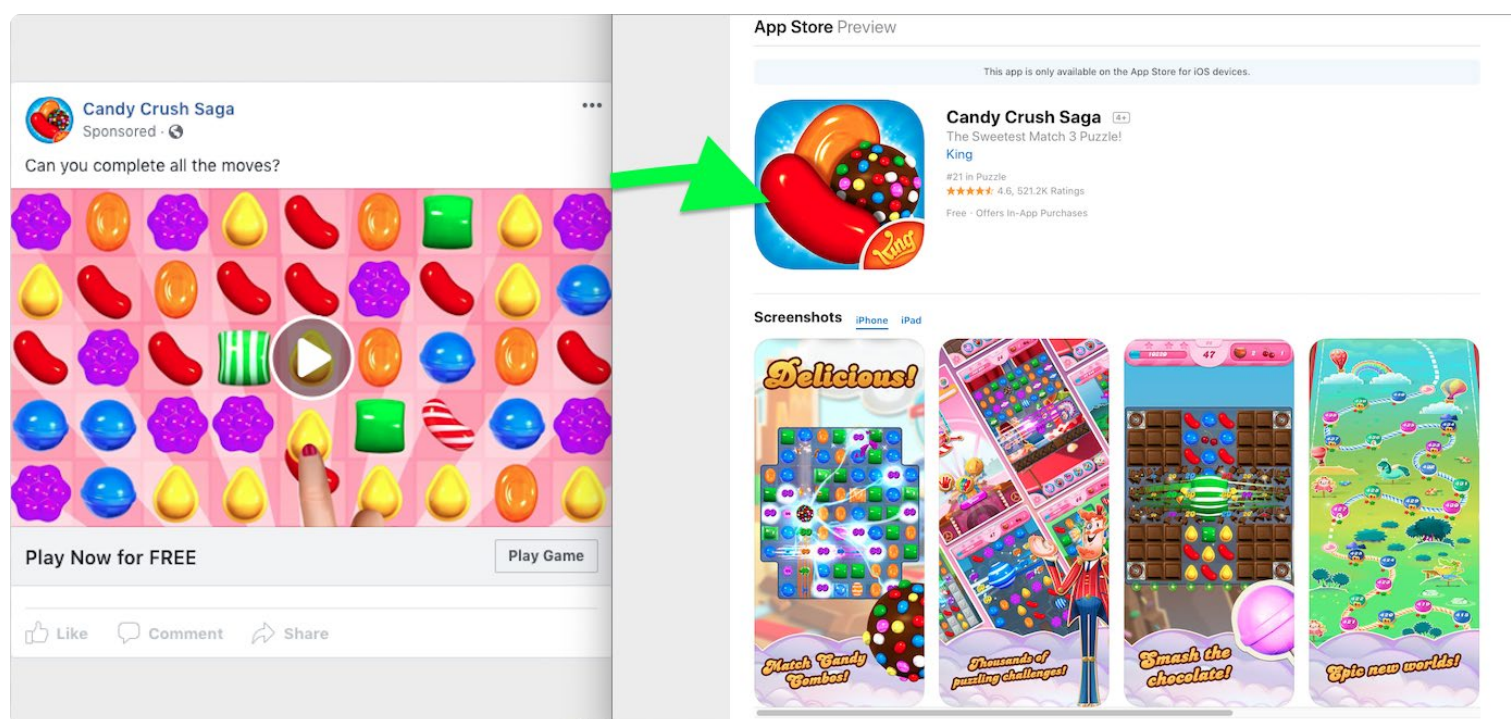 Candy Crush Saga
Sponsored ·
Can you complete all the moves?
Play Now for FREE
Play Game
Like
Comment
Share
App Store Preview
This app is only available on the App Store for iOS devices.
Candy Crush Saga 4+
The Sweetest Match 3 Puzzle!
King
#21 in Puzzle
4.6, 521.2K Ratings
Free · Offers In-App Purchases
King
Screenshots iPhone iPad
Delicious!
Match Candy
Combos!
Thousands of
puzzling challenges!
47
Smash the
chocolate!
Epic new worlds!